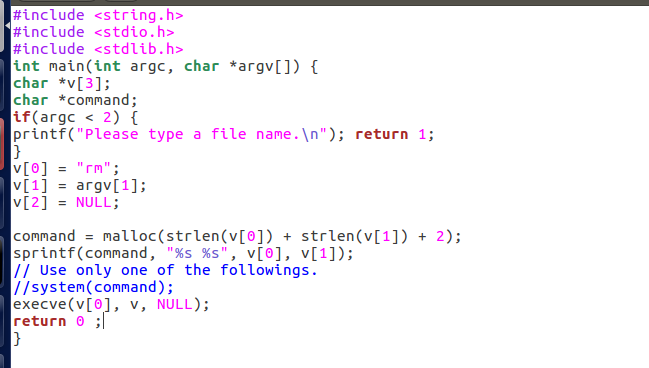 #include <string.h>
#include <stdio.h>
#include <stdlib.h>
int main(int argc, char *argv[]) {
char *v[3];
char *command;
if(argc < 2) {
printf("Please type a file name.\n"); return 1;
}
v[0] = "rm";
v[1] = argv[1];
v[2] = NULL;
command = malloc(strlen(v[0]) + strlen(v[1]) + 2);
sprintf(command, "%s %s", v[0], v[1]);
// Use only one of the followings.
//system(command);
execve(v[0], v, NULL);
return 0 ;
}